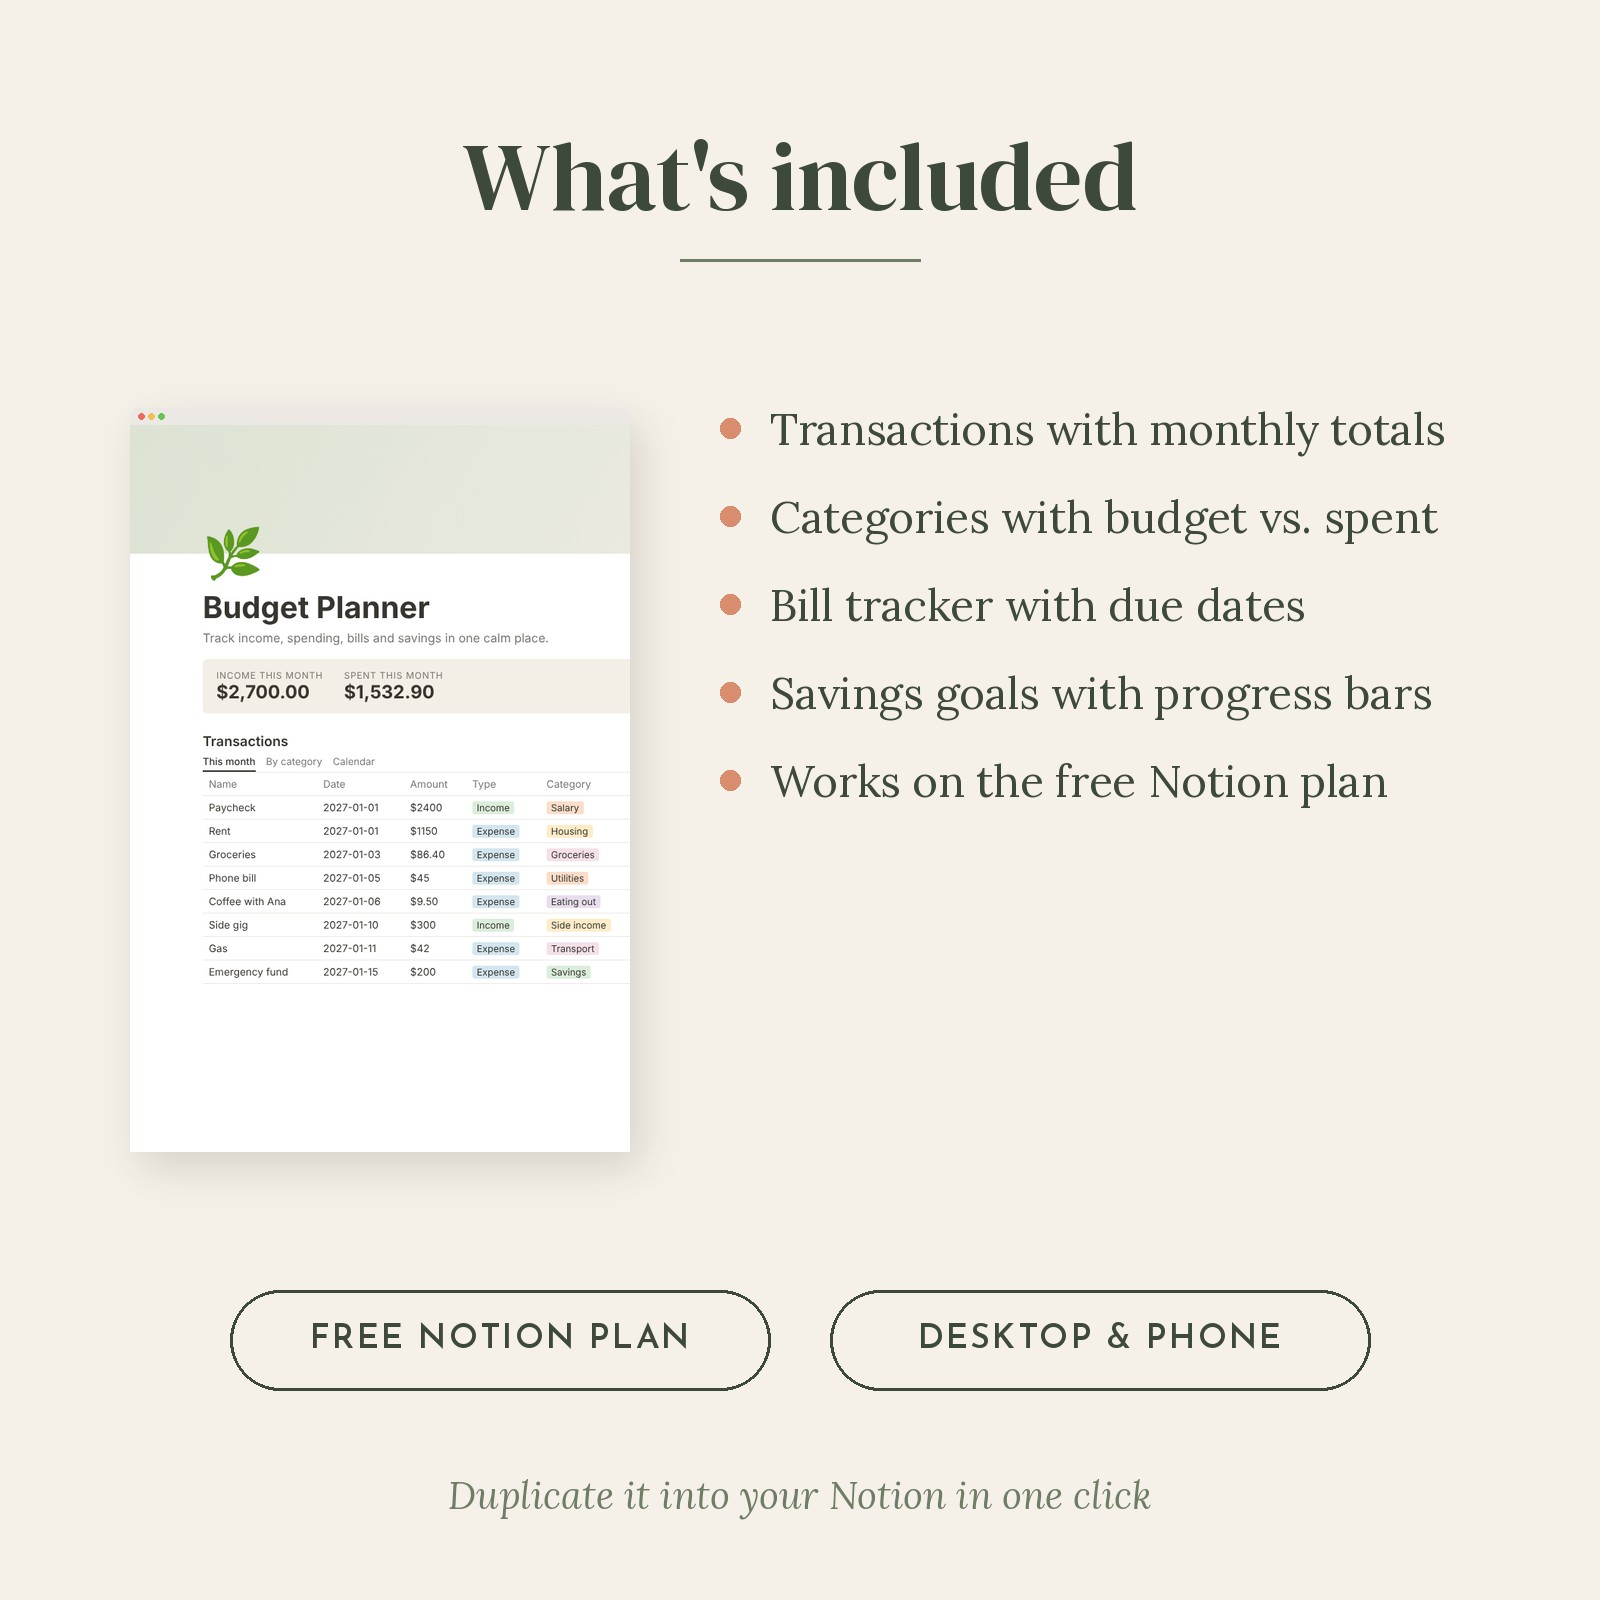 What's included
Budget Planner
Track income, spending, bills and savings in one calm place.
INCOME THIS MONTH SPENT THIS MONTH
$2,700.00 $1,532.90
Transactions
This month By category Calendar
Name Date Amount Type Category
Paycheck 2027-01-01 $2400 Income Salary
Rent 2027-01-01 $1150 Expense Housing
Groceries 2027-01-03 $86.40 Expense Groceries
Phone bill 2027-01-05 $45 Expense Utilities
Coffee with Ana 2027-01-06 $9.50 Expense Eating out
Side gig 2027-01-10 $300 Income Side income
Gas 2027-01-11 $42 Expense Transport
Emergency fund 2027-01-15 $200 Expense Savings
Transactions with monthly totals
Categories with budget vs. spent
Bill tracker with due dates
Savings goals with progress bars
Works on the free Notion plan
FREE NOTION PLAN
DESKTOP & PHONE
Duplicate it into your Notion in one click